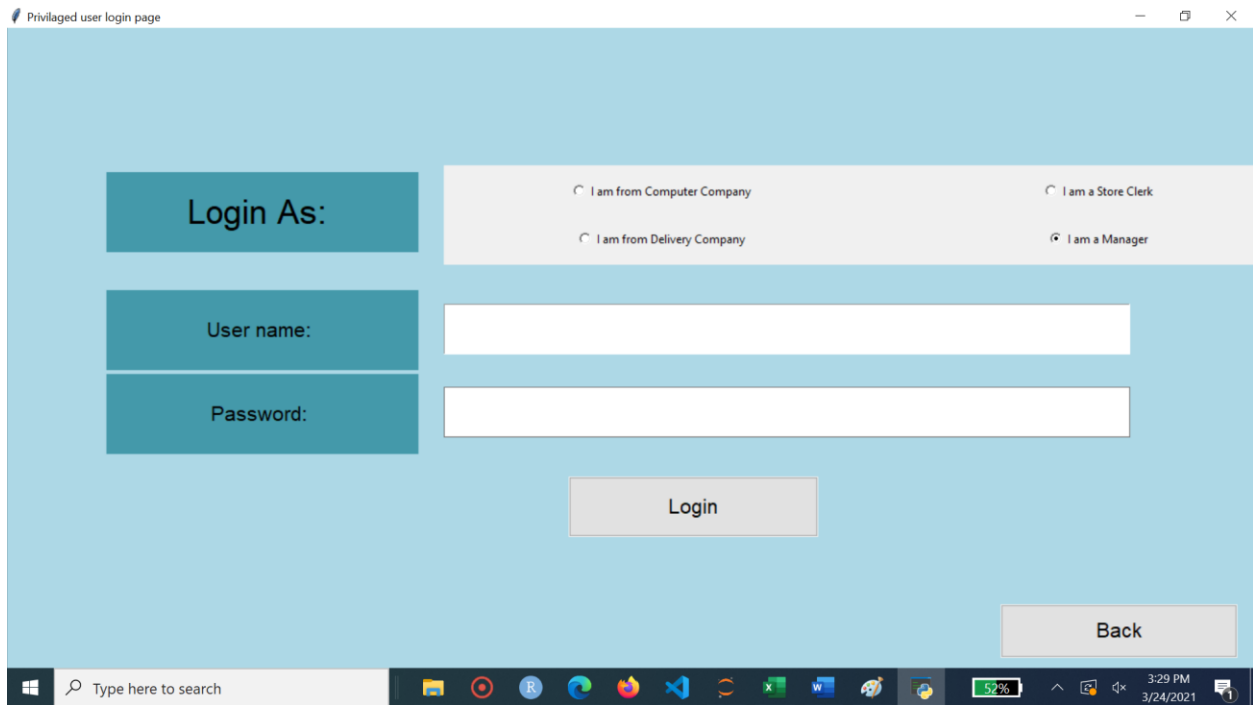 Privilaged user login page
Login As:
I am from Computer Company
I am a Store Clerk
I am from Delivery Company
I am a Manager
User name:
Password:
Login
Back
Type here to search
R
X
W
52%
3:29 PM
3/24/2021
1